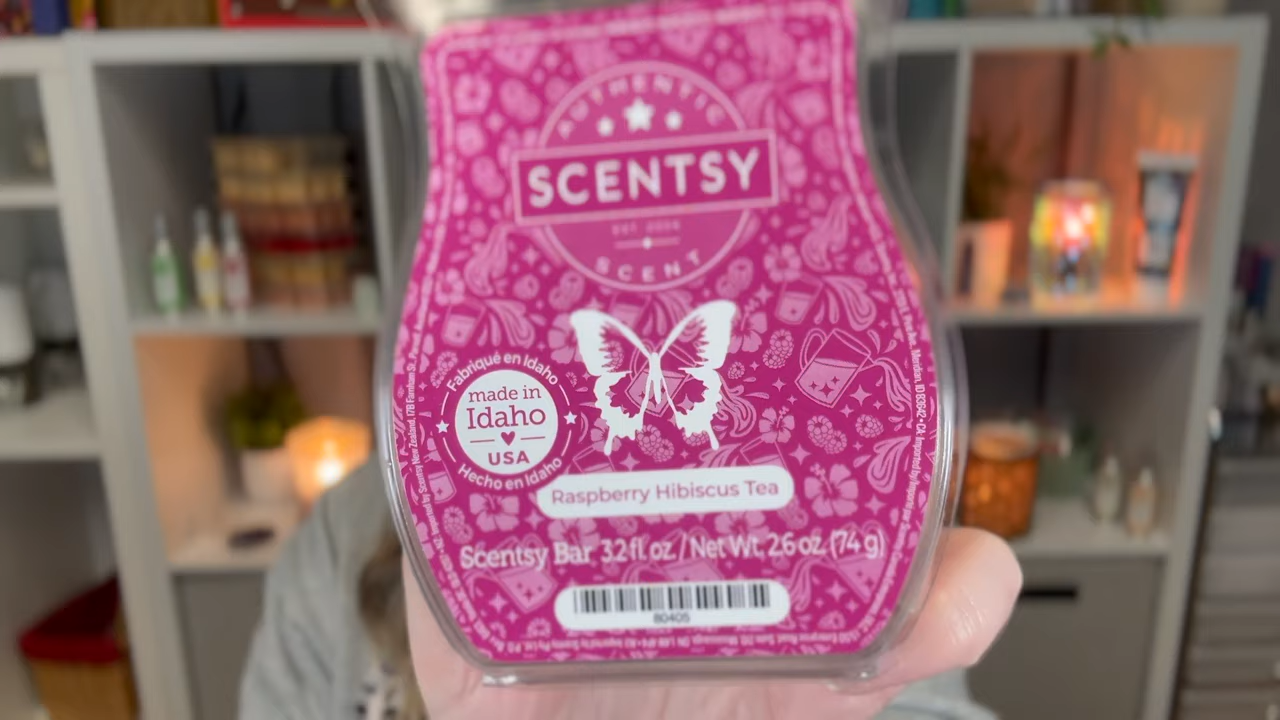 AUTHENTIC
SCENTSY
EST. 2004
SCENT
Fabriqué en Idaho
made in
Idaho
USA
Hecho en Idaho
Raspberry Hibiscus Tea
Scentsy Bar 3.2 fl. oz. / Net Wt. 2.6 oz. (74 g)
80405